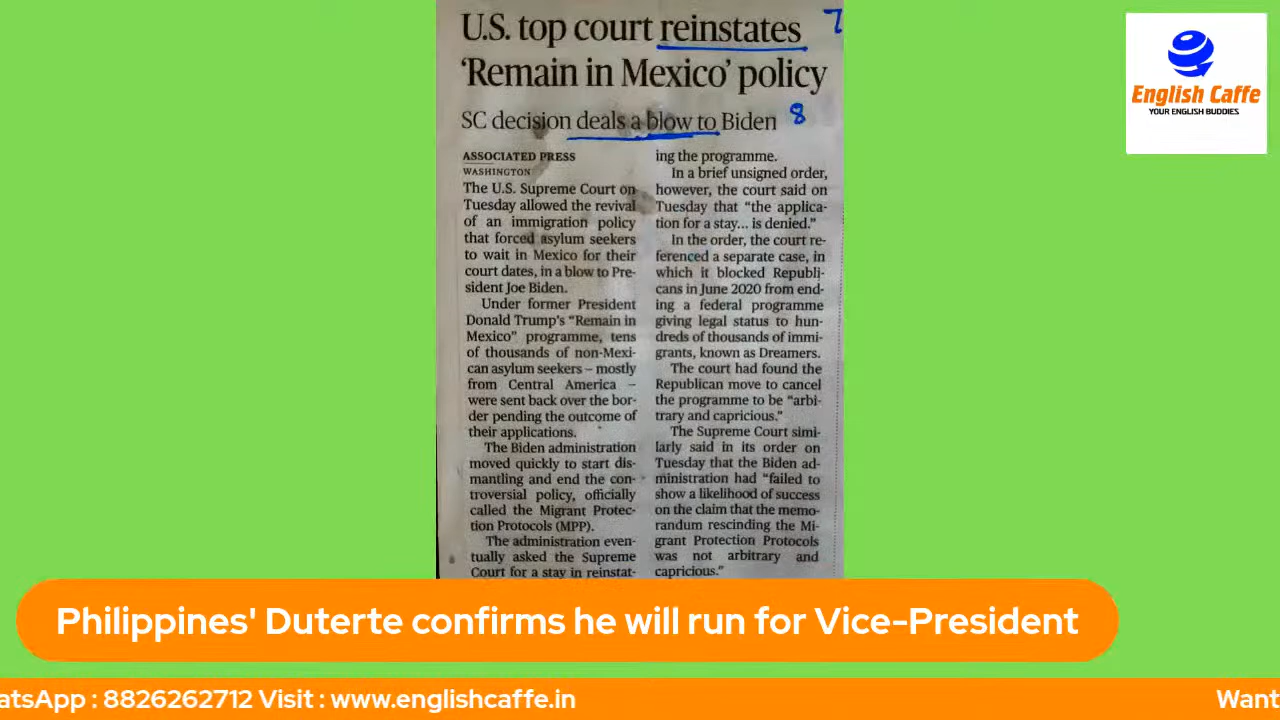 U.S. top court reinstates 7
'Remain in Mexico' policy
SC decision deals a blow to Biden 8
ASSOCIATED PRESS
WASHINGTON
The U.S. Supreme Court on
Tuesday allowed the revival
of an immigration policy
that forced asylum seekers
to wait in Mexico for their
court dates, in a blow to Pre-
sident Joe Biden.
Under former President
Donald Trump's "Remain in
Mexico" programme, tens
of thousands of non-Mexi-
can asylum seekers – mostly
from Central America –
were sent back over the bor-
der pending the outcome of
their applications.
The Biden administration
moved quickly to start dis-
mantling and end the con-
troversial policy, officially
called the Migrant Protec-
tion Protocols (MPP).
The administration even-
tually asked the Supreme
Court for a stay in reinstat-
ing the programme.
In a brief unsigned order,
however, the court said on
Tuesday that "the applica-
tion for a stay... is denied."
In the order, the court re-
ferenced a separate case, in
which it blocked Republi-
cans in June 2020 from end-
ing a federal programme
giving legal status to hun-
dreds of thousands of immi-
grants, known as Dreamers.
The court had found the
Republican move to cancel
the programme to be "arbi-
trary and capricious."
The Supreme Court simi-
larly said in its order on
Tuesday that the Biden ad-
ministration had "failed to
show a likelihood of success
on the claim that the memo-
randum rescinding the Mi-
grant Protection Protocols
was not arbitrary and
capricious."
English Caffe
YOUR ENGLISH BUDDIES
Philippines' Duterte confirms he will run for Vice-President
atsApp : 8826262712 Visit : www.englishcaffe.in
Want